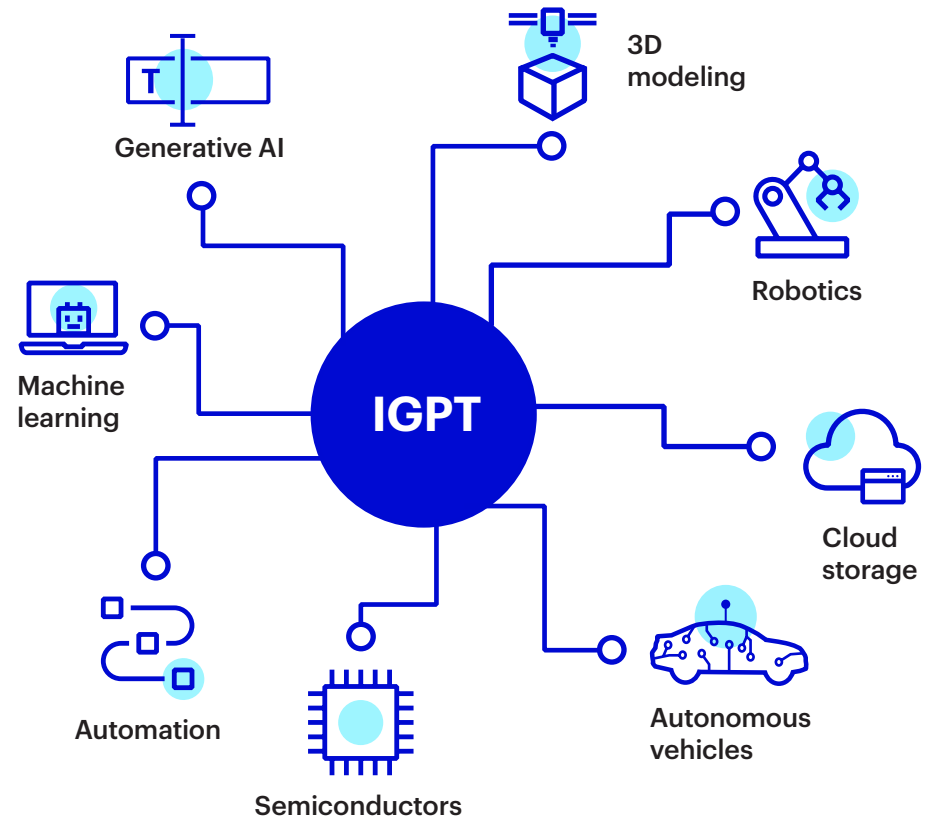 3D
modeling
Generative AI
Robotics
Machine
learning
IGPT
Cloud
storage
Automation
Autonomous
vehicles
Semiconductors
T